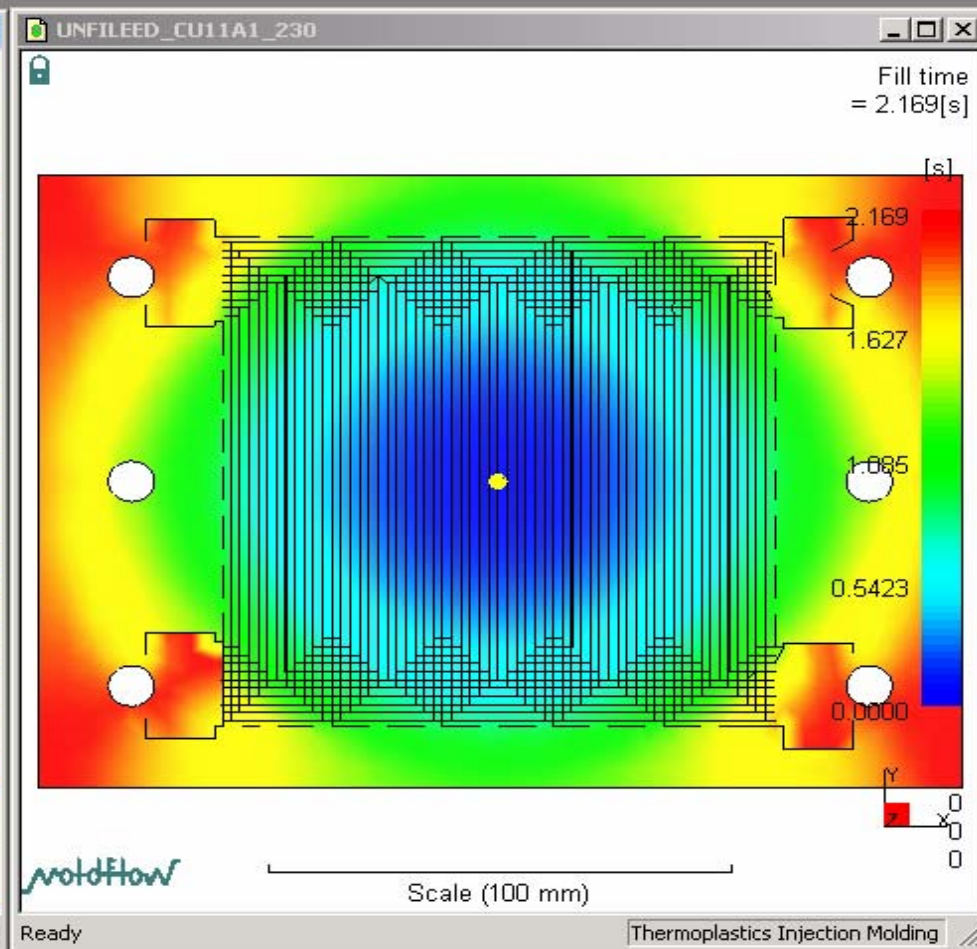 UNFILEED_CU11A1_230
Fill time
= 2.169[s]
[s]
2.169
1.627
1.085
0.5423
0.0000
Y
Z
X
0
0
0
moldflow
Scale (100 mm)
Ready
Thermoplastics Injection Molding